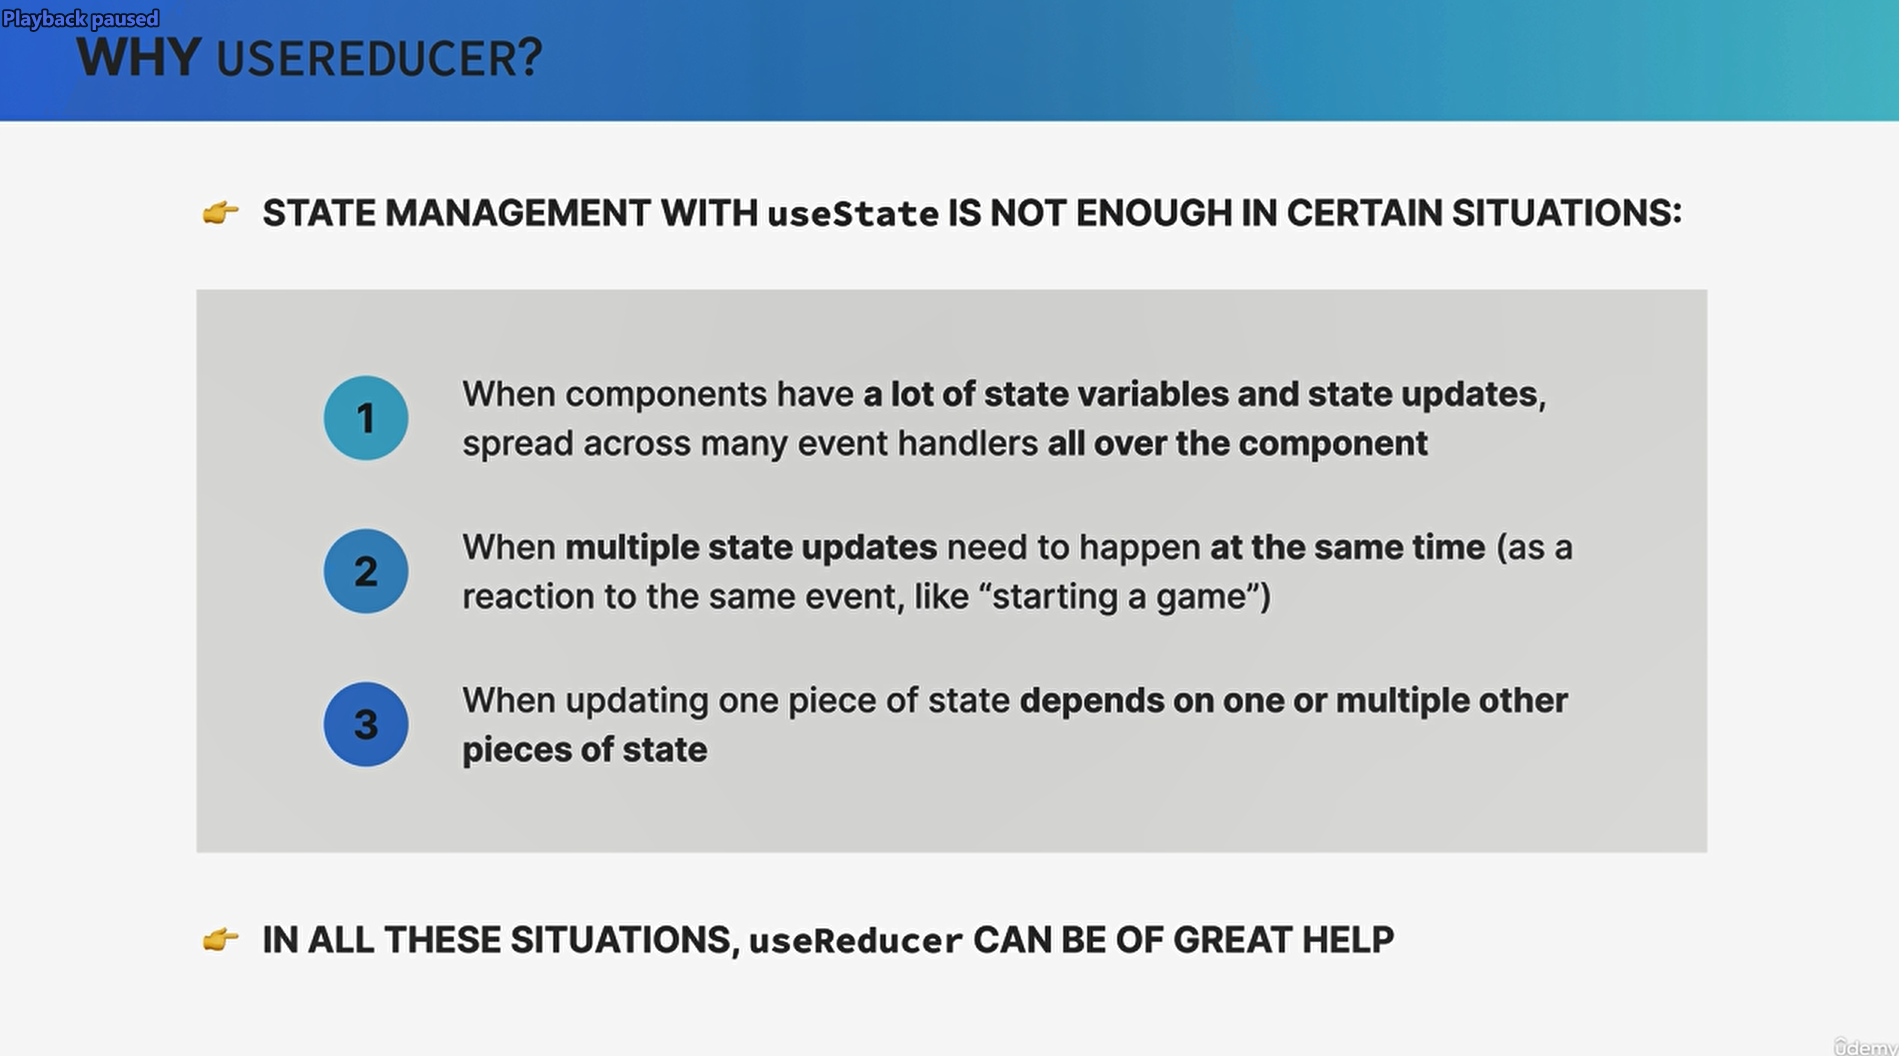 Playback paused
WHY USEREDUCER?
STATE MANAGEMENT WITH useState IS NOT ENOUGH IN CERTAIN SITUATIONS:
1
When components have a lot of state variables and state updates,
spread across many event handlers all over the component
2
When multiple state updates need to happen at the same time (as a
reaction to the same event, like “starting a game”)
3
When updating one piece of state depends on one or multiple other
pieces of state
IN ALL THESE SITUATIONS, useReducer CAN BE OF GREAT HELP
ûdemy